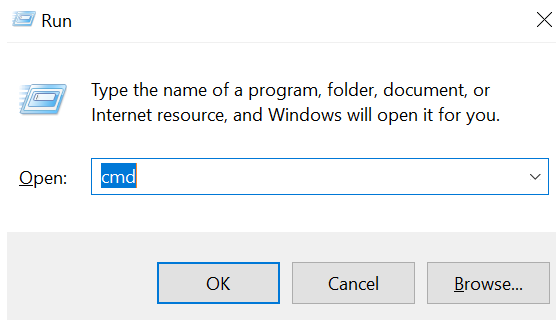 Run
Type the name of a program, folder, document, or
Internet resource, and Windows will open it for you.
Open: cmd
OK Cancel Browse...